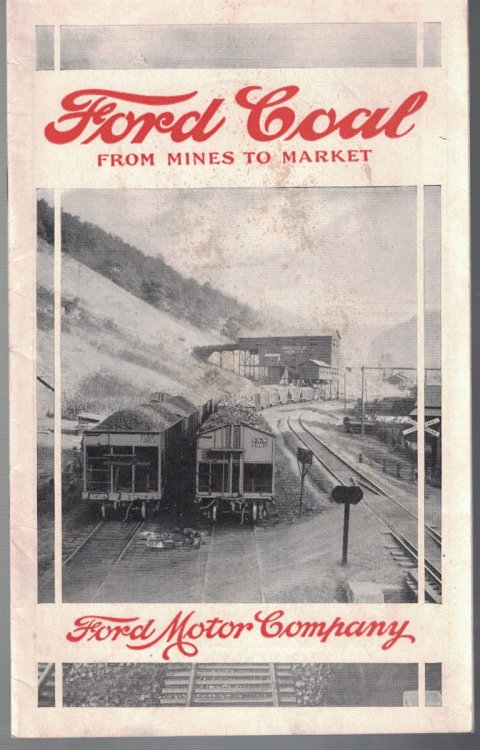 Ford Coal
FROM MINES TO MARKET
Ford Motor Company